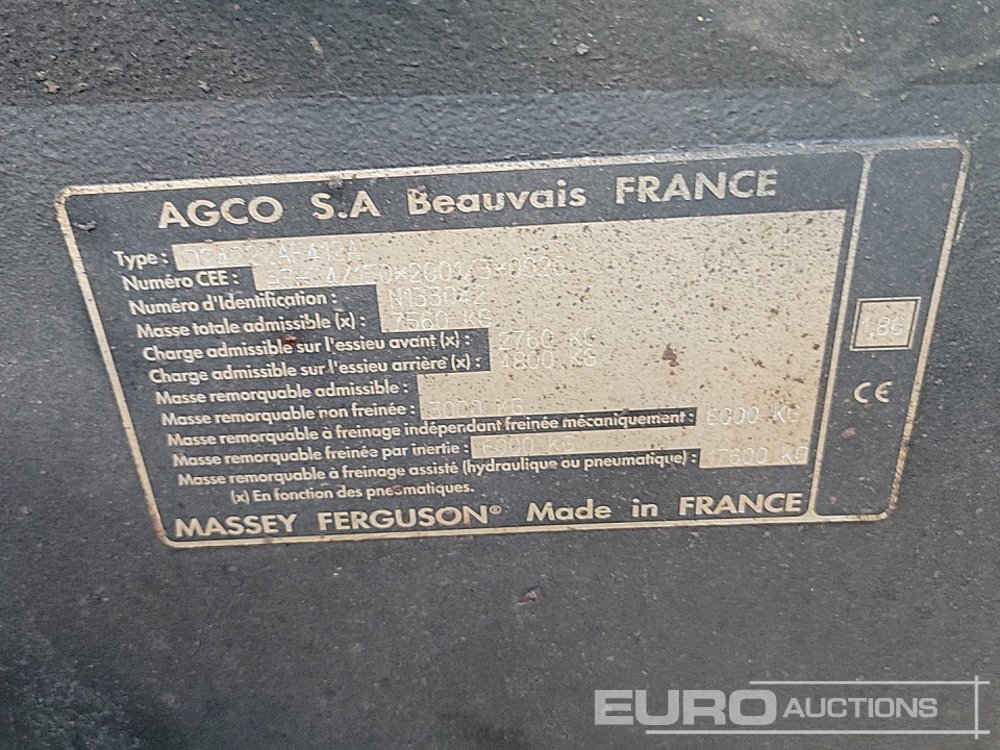 AGCO S.A Beauvais FRANCE
Type :
Numéro CEE :
Numéro d'Identification : N153042
Masse totale admissible (x) : 7560 KG
Charge admissible sur l'essieu avant (x) : 2760 KG
Charge admissible sur l'essieu arrière (x) : 4800 KG
Masse remorquable admissible :
Masse remorquable non freinée : 3000 KG
Masse remorquable à freinage indépendant freinée mécaniquement : 6000 KG
Masse remorquable freinée par inertie : 6000 KG
Masse remorquable à freinage assisté (hydraulique ou pneumatique) : 17600 KG
(x) En fonction des pneumatiques.
MASSEY FERGUSON® Made in FRANCE
1,80
CE
EURO AUCTIONS